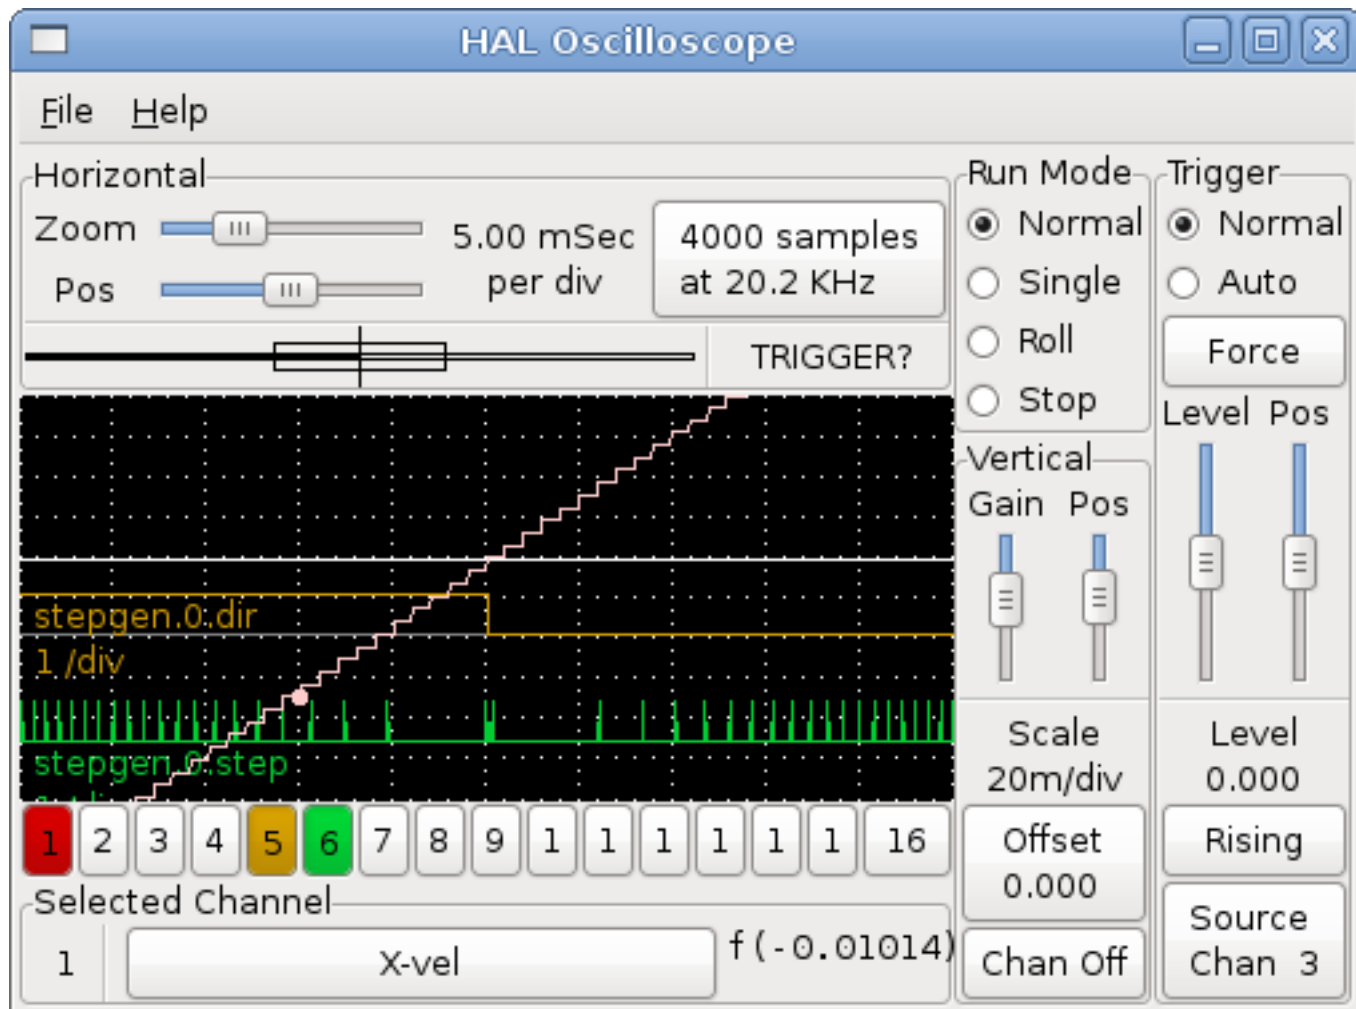 HAL Oscilloscope
File Help
Horizontal
Zoom
Pos
5.00 mSec
per div
4000 samples
at 20.2 KHz
TRIGGER?
Run Mode
Normal
Single
Roll
Stop
Trigger
Normal
Auto
Force
Level Pos
Vertical
Gain Pos
Scale
20m/div
Offset
0.000
Chan Off
Level
0.000
Rising
Source
Chan 3
stepgen.0.dir
1 /div
stepgen.0.step
1 2 3 4 5 6 7 8 9 1 1 1 1 1 1 16
Selected Channel
1 X-vel f(-0.01014)